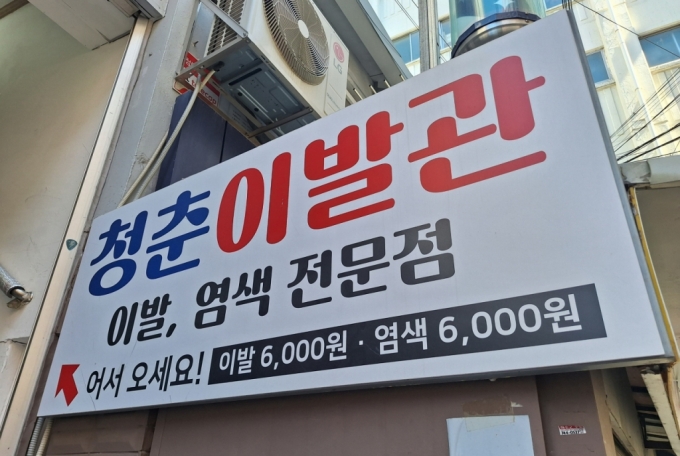 LG
청춘이발관
이발, 염색 전문점
어서 오세요! 이발 6,000원 · 염색 6,000원